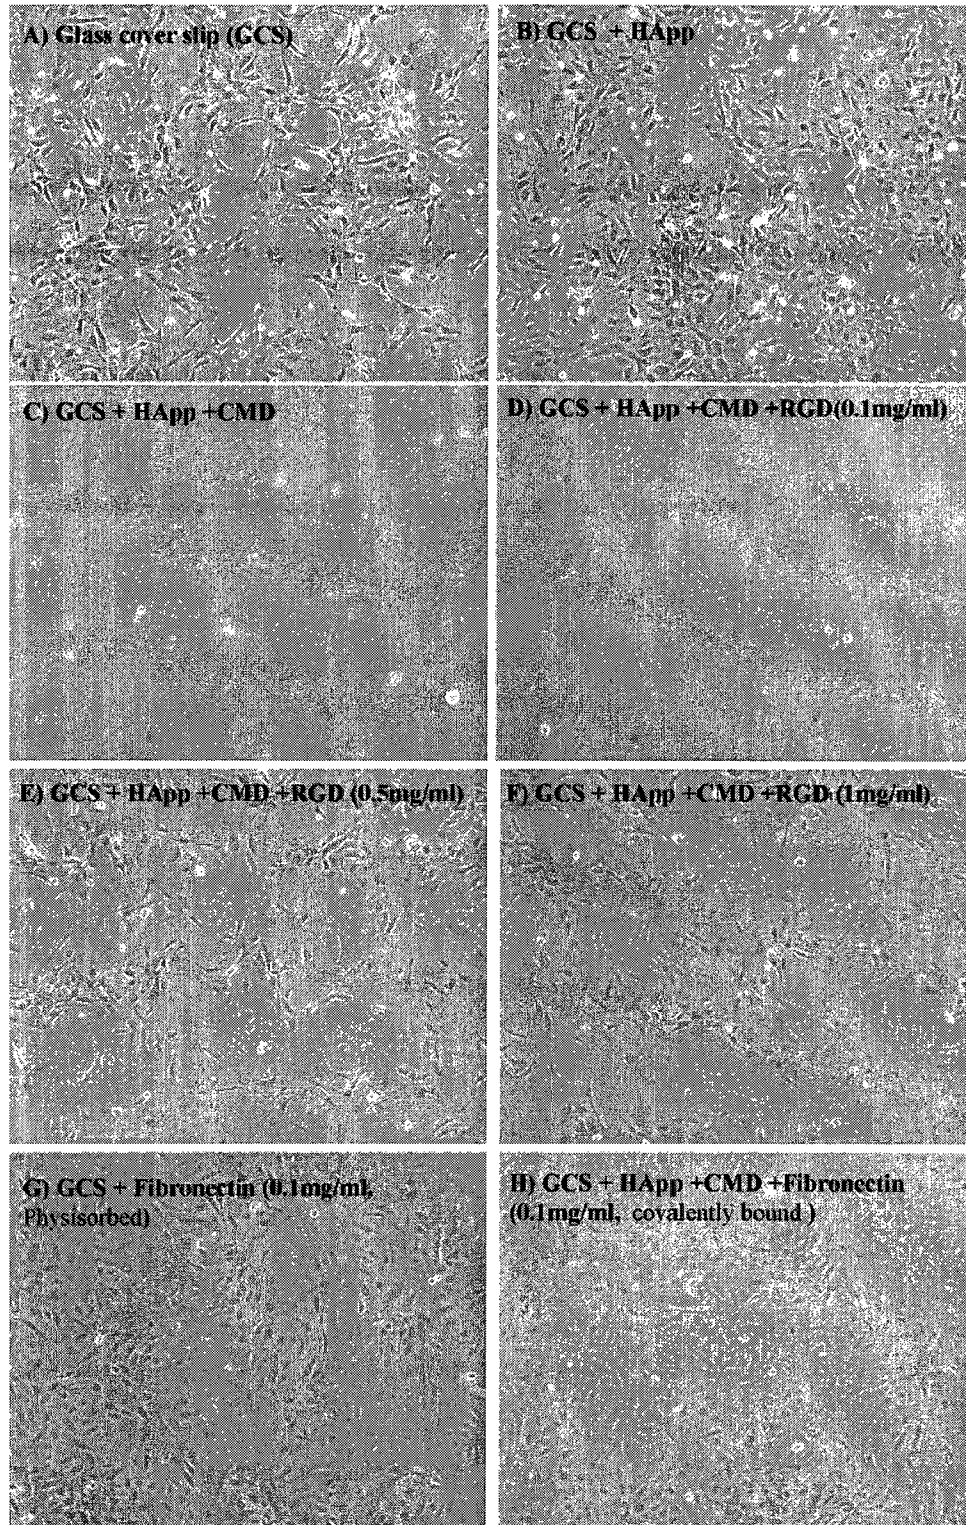 A) Glass cover slip (GCS)
B) GCS + HApp
C) GCS + HApp +CMD
D) GCS + HApp +CMD +RGD(0.1mg/ml)
E) GCS + HApp +CMD +RGD (0.5mg/ml)
F) GCS + HApp +CMD +RGD (1mg/ml)
G) GCS + Fibronectin (0.1mg/ml,
Physisorbed)
H) GCS + HApp +CMD +Fibronectin
(0.1mg/ml, covalently bound )